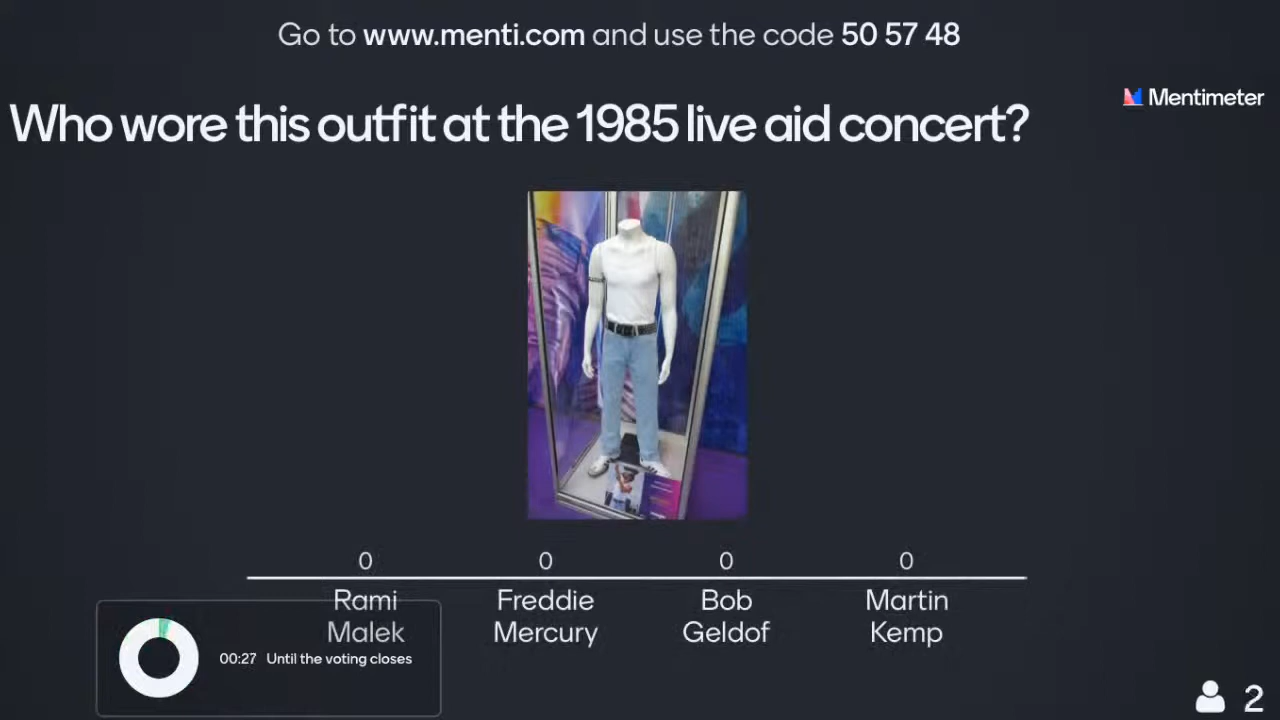 Go to www.menti.com and use the code 50 57 48
Mentimeter
Who wore this outfit at the 1985 live aid concert?
0 0 0 0
Rami Freddie Bob Martin
Malek Mercury Geldof Kemp
00:27 Until the voting closes
2